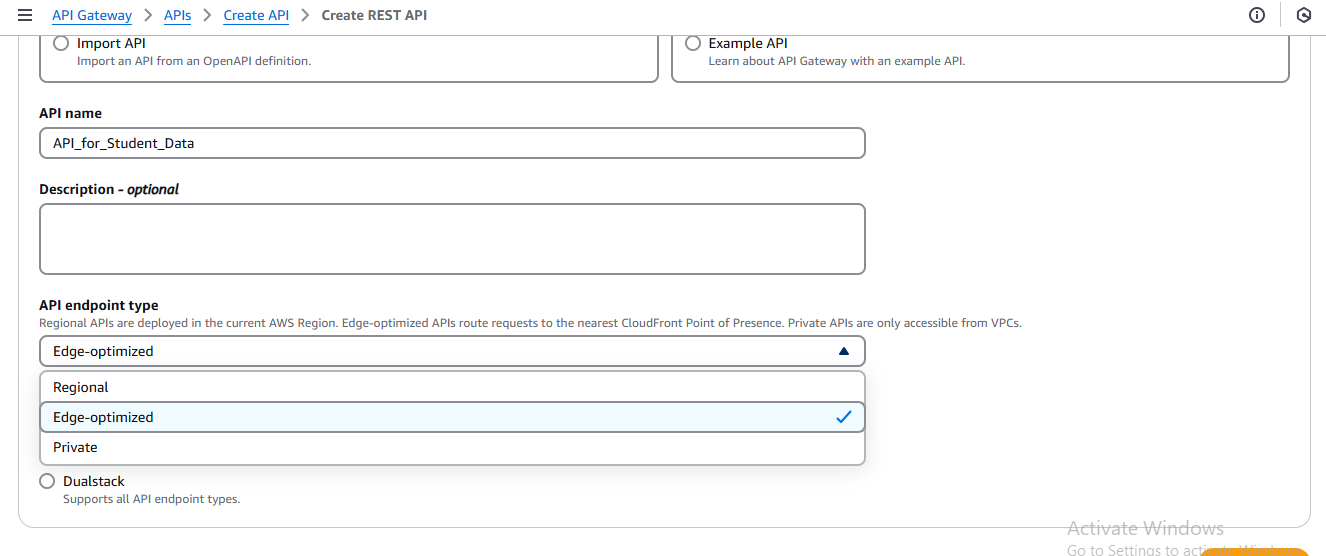 API Gateway > APIs > Create API > Create REST API
Import API
Import an API from an OpenAPI definition.
Example API
Learn about API Gateway with an example API.
API name
API_for_Student_Data
Description - optional
API endpoint type
Regional APIs are deployed in the current AWS Region. Edge-optimized APIs route requests to the nearest CloudFront Point of Presence. Private APIs are only accessible from VPCs.
Edge-optimized
Regional
Edge-optimized
Private
Dualstack
Supports all API endpoint types.
Activate Windows
Go to Settings to activate Windows.